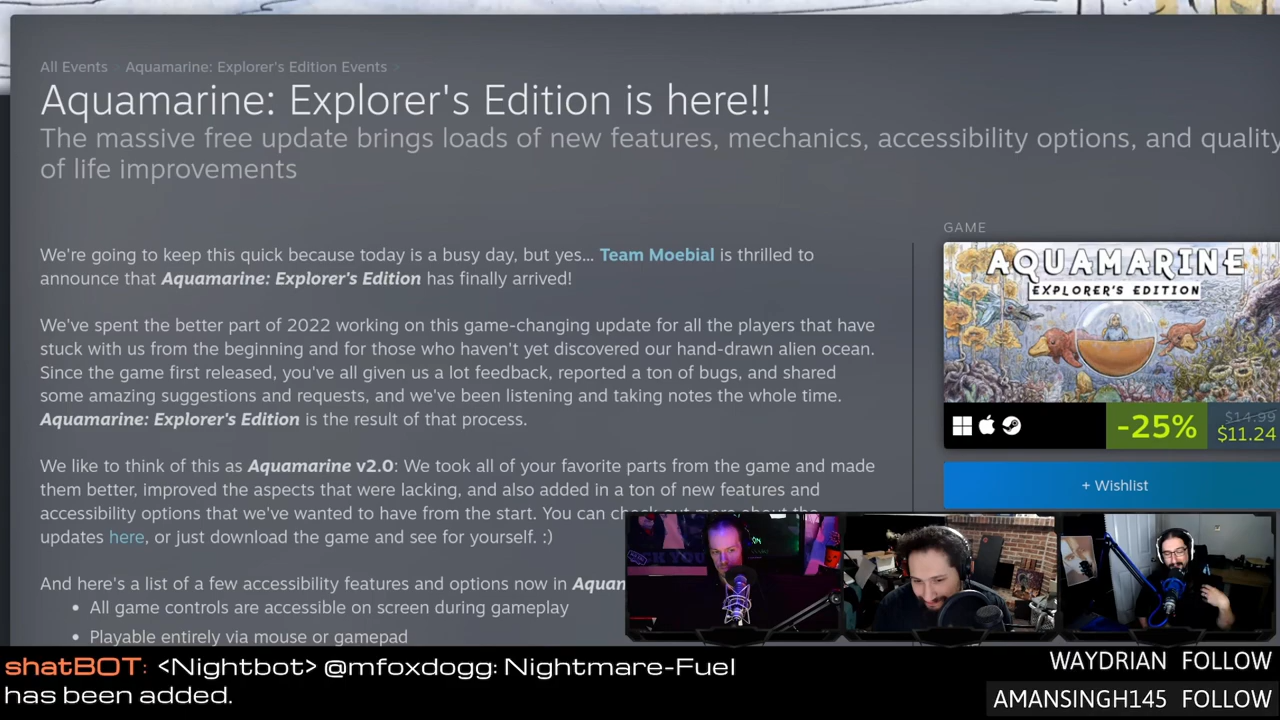 All Events > Aquamarine: Explorer's Edition Events >
Aquamarine: Explorer's Edition is here!!
The massive free update brings loads of new features, mechanics, accessibility options, and quality
of life improvements
We're going to keep this quick because today is a busy day, but yes... Team Moebial is thrilled to
announce that Aquamarine: Explorer's Edition has finally arrived!
We've spent the better part of 2022 working on this game-changing update for all the players that have
stuck with us from the beginning and for those who haven't yet discovered our hand-drawn alien ocean.
Since the game first released, you've all given us a lot feedback, reported a ton of bugs, and shared
some amazing suggestions and requests, and we've been listening and taking notes the whole time.
Aquamarine: Explorer's Edition is the result of that process.
We like to think of this as Aquamarine v2.0: We took all of your favorite parts from the game and made
them better, improved the aspects that were lacking, and also added in a ton of new features and
accessibility options that we've wanted to have from the start. You can check out more about the
updates here, or just download the game and see for yourself. :)
And here's a list of a few accessibility features and options now in Aquan
• All game controls are accessible on screen during gameplay
• Playable entirely via mouse or gamepad
GAME
AQUAMARINE
EXPLORER'S EDITION
-25%
$14.99
$11.24
+ Wishlist
shatBOT: <Nightbot> @mfoxdogg: Nightmare-Fuel
has been added.
WAYDRIAN FOLLOW
AMANSINGH145 FOLLOW